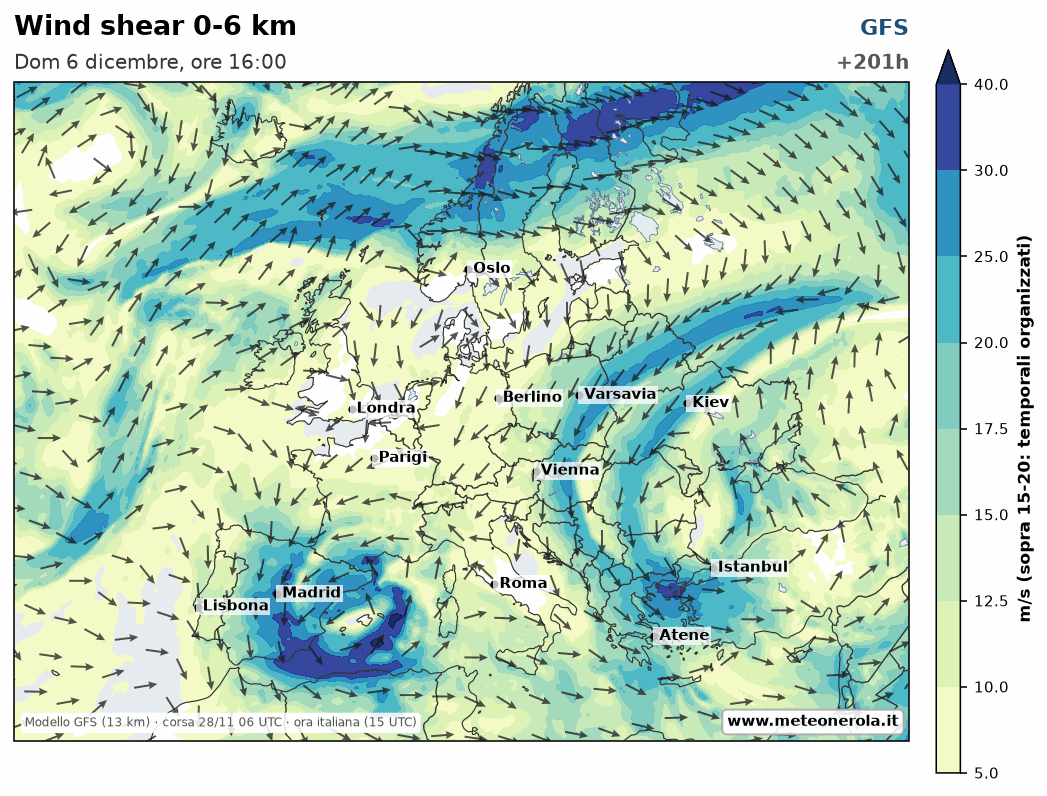 Wind shear 0-6 km
GFS
Dom 6 dicembre, ore 16:00
+201h
40.0
30.0
25.0
20.0
17.5
15.0
12.5
10.0
5.0
m/s (sopra 15-20: temporali organizzati)
Oslo
Berlino
Varsavia
Kiev
Londra
Parigi
Vienna
Istanbul
Roma
Madrid
Lisbona
Atene
Modello GFS (13 km) · corsa 28/11 06 UTC · ora italiana (15 UTC)
www.meteonerola.it